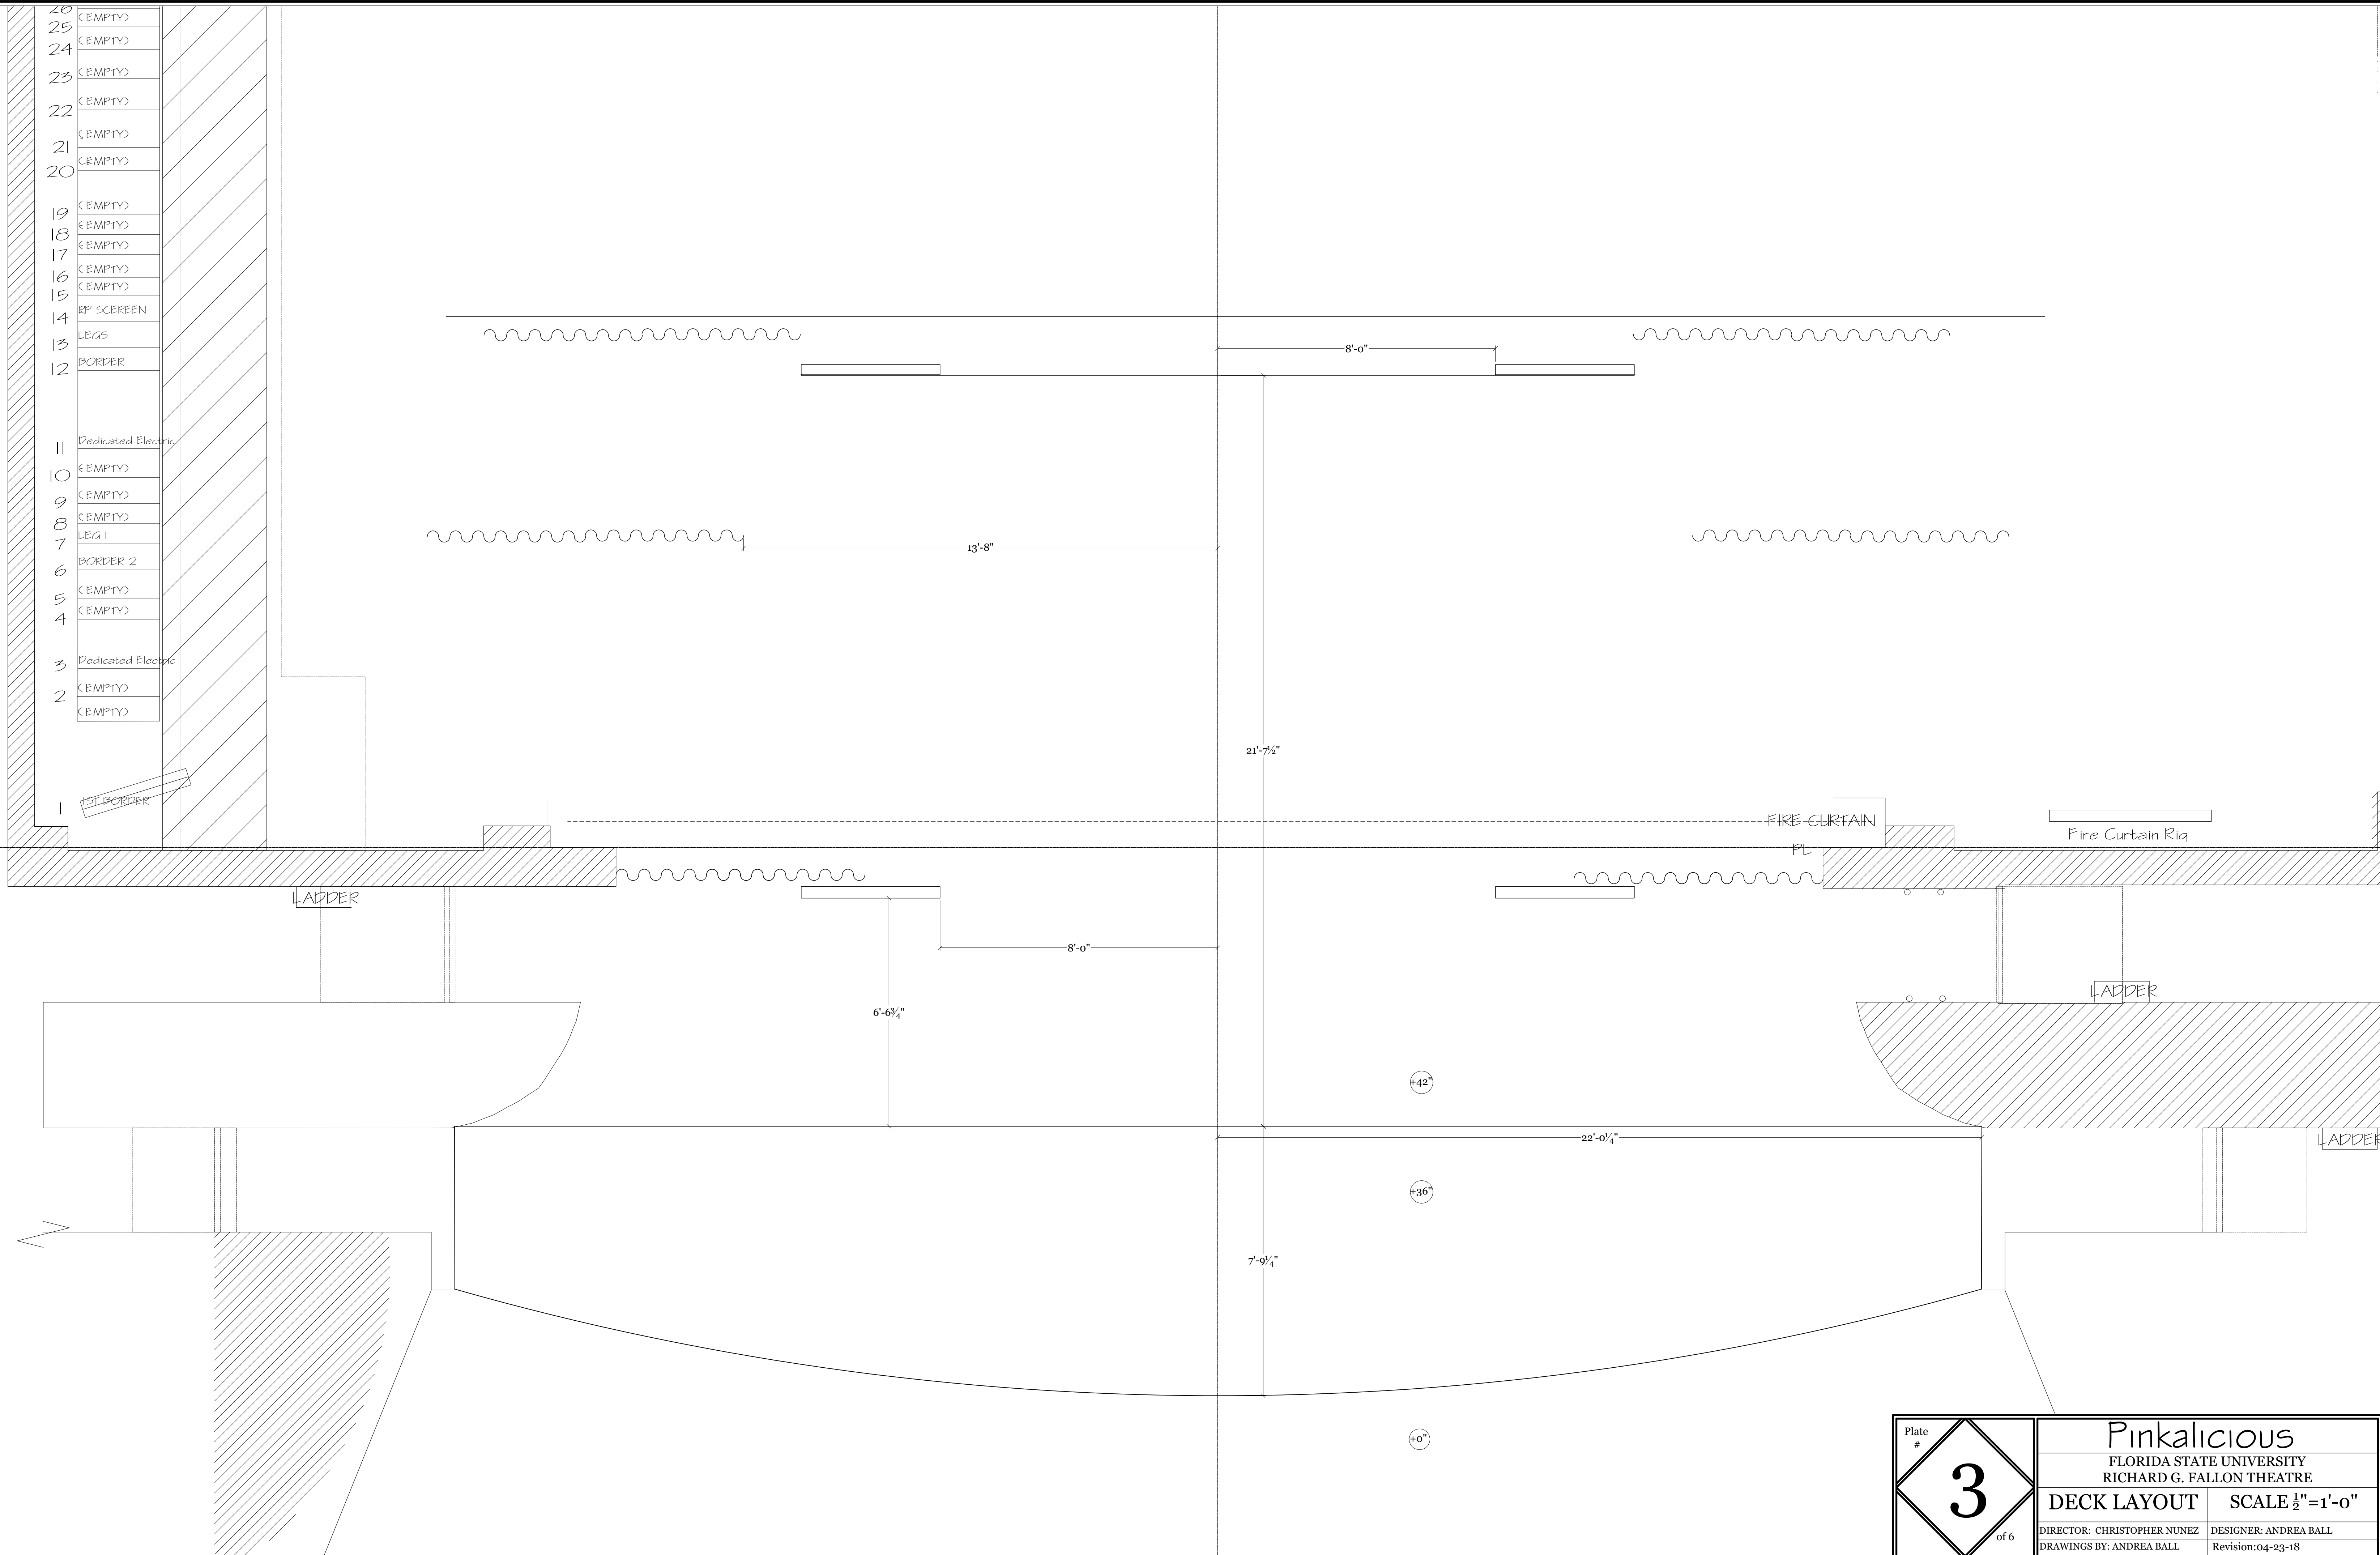 26
(EMPTY)
25
(EMPTY)
24
(EMPTY)
23
(EMPTY)
22
(EMPTY)
21
(EMPTY)
20
(EMPTY)
19
(EMPTY)
18
(EMPTY)
17
(EMPTY)
16
(EMPTY)
15
RP SCEREEN
14
LEGS
13
BORDER
12
Dedicated Electric
11
(EMPTY)
10
(EMPTY)
9
(EMPTY)
8
LEG 1
7
BORDER 2
6
(EMPTY)
5
(EMPTY)
4
Dedicated Electric
3
(EMPTY)
2
(EMPTY)
1ST BORDER
1
8'-0"
13'-8"
21'-7½"
FIRE CURTAIN
PL
Fire Curtain Rig
LADDER
8'-0"
6'-6¾"
LADDER
+42"
22'-0¼"
LADDER
+36"
7'-9¼"
+0"
Plate
#
3
of 6
Pinkalicious
FLORIDA STATE UNIVERSITY
RICHARD G. FALLON THEATRE
DECK LAYOUT
SCALE ½"=1'-0"
DIRECTOR: CHRISTOPHER NUNEZ
DESIGNER: ANDREA BALL
DRAWINGS BY: ANDREA BALL
Revision:04-23-18